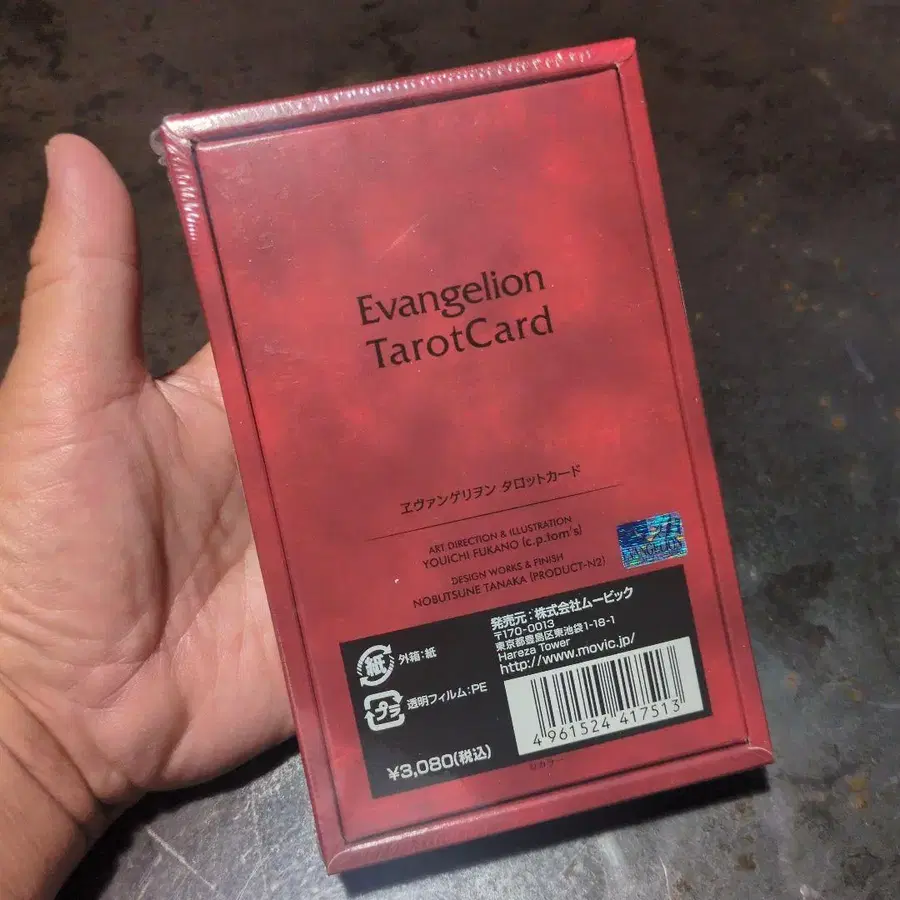 Evangelion
TarotCard
ヱヴァンゲリヲン タロットカード
ART DIRECTION & ILLUSTRATION
YOUICHI FUKANO (c.p.tom's)
DESIGN WORKS & FINISH
NOBUTSUNE TANAKA (PRODUCT-N2)
EVANGELION
発売元:株式会社ムービック
〒170-0013
東京都豊島区東池袋1-18-1
Hareza Tower
http://www.movic.jp/
紙
外箱:紙
プラ
透明フィルム:PE
¥3,080(税込)
4 961524 417513
カラー